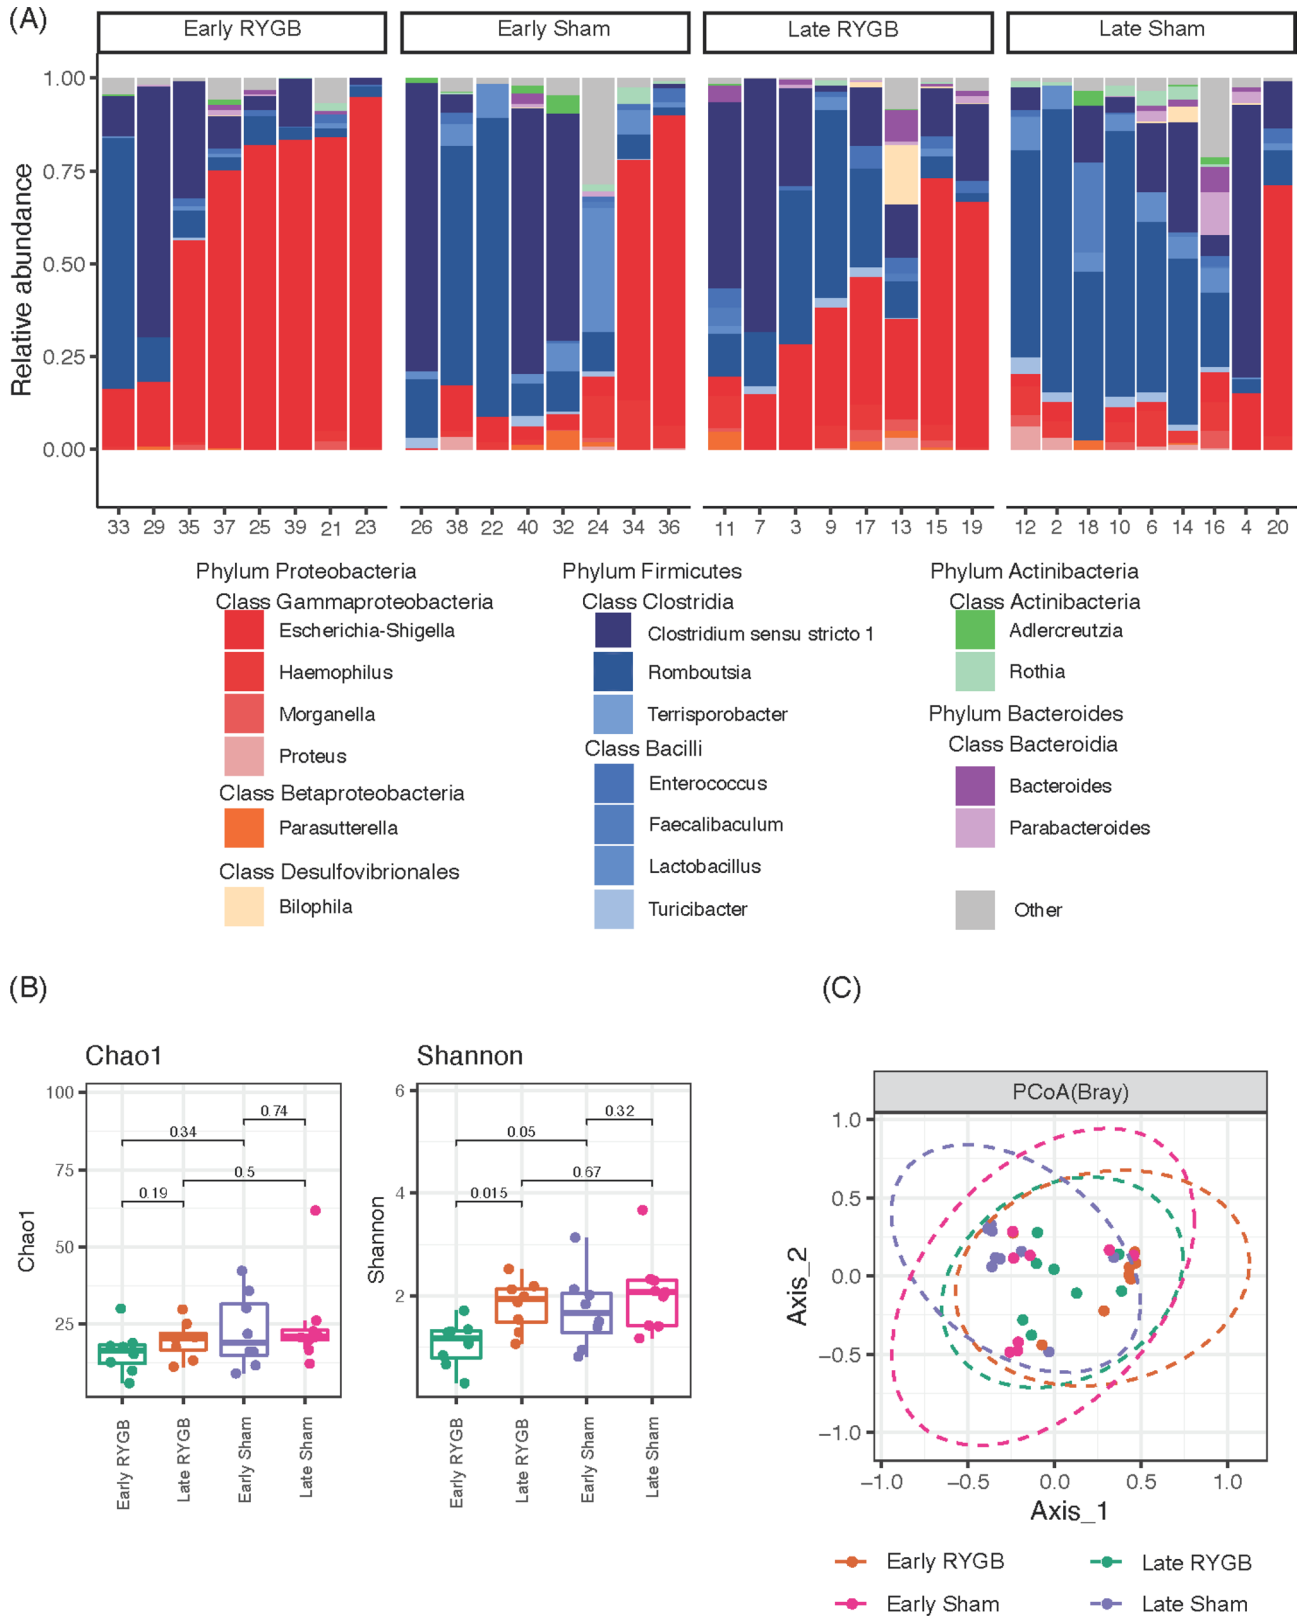 (A)
Early RYGB
Early Sham
Late RYGB
Late Sham
Relative abundance
1.00
0.75
0.50
0.25
0.00
33 29 35 37 25 39 21 23
26 38 22 40 32 24 34 36
11 7 3 9 17 13 15 19
12 2 18 10 6 14 16 4 20
Phylum Proteobacteria
Class Gammaproteobacteria
Escherichia-Shigella
Haemophilus
Morganella
Proteus
Class Betaproteobacteria
Parasutterella
Class Desulfovibrionales
Bilophila
Phylum Firmicutes
Class Clostridia
Clostridium sensu stricto 1
Romboutsia
Terrisporobacter
Class Bacilli
Enterococcus
Faecalibaculum
Lactobacillus
Turicibacter
Phylum Actinibacteria
Class Actinibacteria
Adlercreutzia
Rothia
Phylum Bacteroides
Class Bacteroidia
Bacteroides
Parabacteroides
Other
(B)
Chao1
Chao1
100
75
50
25
0.74
0.34
0.5
0.19
Early RYGB
Late RYGB
Early Sham
Late Sham
Shannon
Shannon
6
4
2
0.32
0.05
0.67
0.015
Early RYGB
Late RYGB
Early Sham
Late Sham
(C)
PCoA(Bray)
Axis_2
1.0
0.5
0.0
−0.5
−1.0
−1.0 −0.5 0.0 0.5 1.0
Axis_1
Early RYGB
Late RYGB
Early Sham
Late Sham